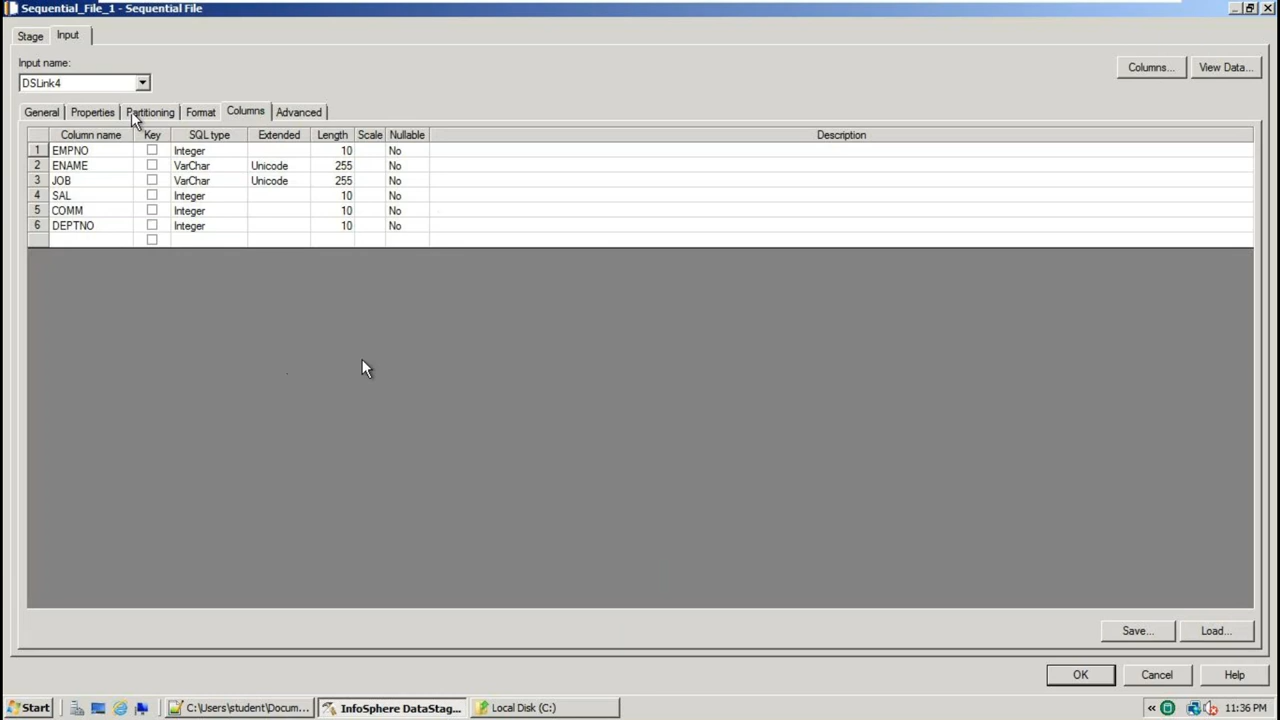 Sequential_File_1 - Sequential File
Stage Input
Input name:
DSLink4
Columns... View Data...
General Properties Partitioning Format Columns Advanced
Column name Key SQL type Extended Length Scale Nullable Description
1 EMPNO Integer 10 No
2 ENAME VarChar Unicode 255 No
3 JOB VarChar Unicode 255 No
4 SAL Integer 10 No
5 COMM Integer 10 No
6 DEPTNO Integer 10 No
Save... Load...
OK Cancel Help
Start C:\Users\student\Docum... InfoSphere DataStag... Local Disk (C:) « 11:36 PM